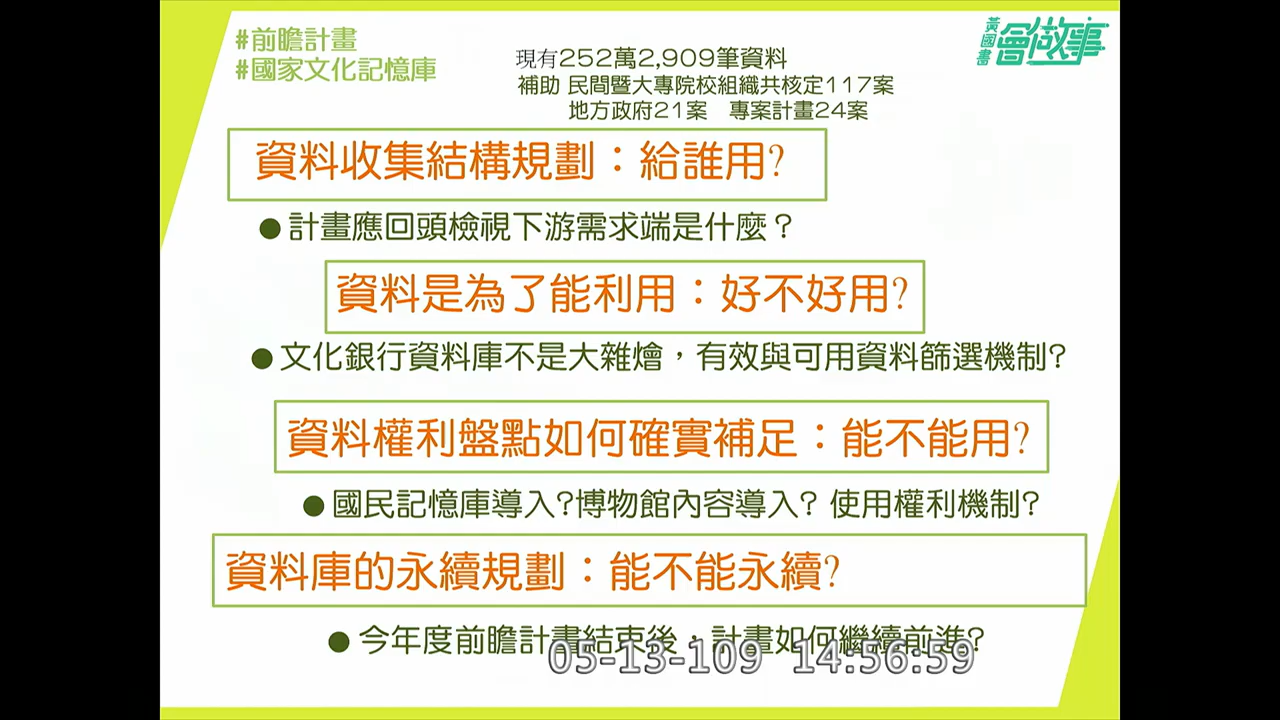 #前瞻計畫
#國家文化記憶庫
黃國書
會做事
現有252萬2,909筆資料
補助 民間暨大專院校組織共核定117案
地方政府21案 專案計畫24案
資料收集結構規劃：給誰用?
●計畫應回頭檢視下游需求端是什麼？
資料是為了能利用：好不好用?
●文化銀行資料庫不是大雜燴，有效與可用資料篩選機制?
資料權利盤點如何確實補足：能不能用?
●國民記憶庫導入?博物館內容導入? 使用權利機制?
資料庫的永續規劃：能不能永續?
●今年度前瞻計畫結束後，計畫如何繼續前進?
05-13-109 14:56:59